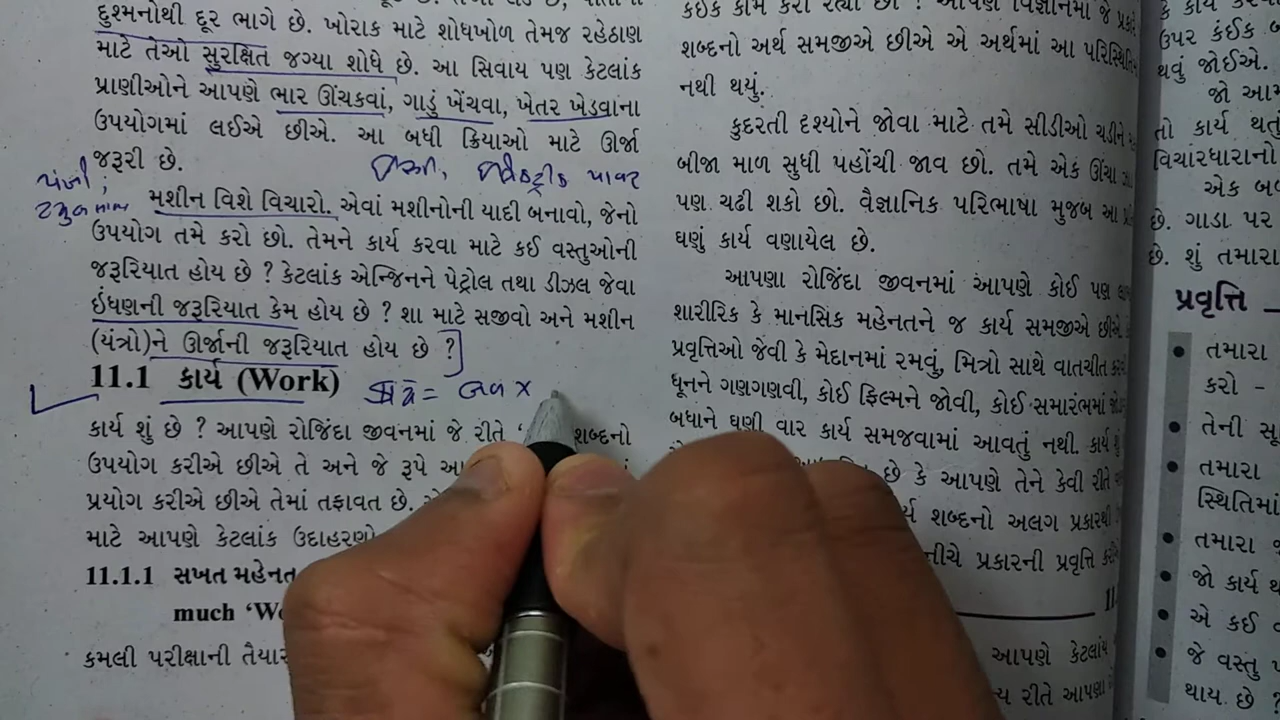 દુશ્મનોથી દૂર ભાગે છે. ખોરાક માટે શોધખોળ તેમજ રહેઠાણ
માટે તેઓ સુરક્ષિત જગ્યા શોધે છે. આ સિવાય પણ કેટલાંક
પ્રાણીઓને આપણે ભાર ઊંચકવાં, ગાડું ખેંચવા, ખેતર ખેડવાના
ઉપયોગમાં લઈએ છીએ. આ બધી ક્રિયાઓ માટે ઊર્જા
જરૂરી છે.
પંખો,
મશીન વિશે વિચારો. એવાં મશીનોની યાદી બનાવો, જેનો
ઉપયોગ તમે કરો છો. તેમને કાર્ય કરવા માટે કઈ વસ્તુઓની
જરૂરિયાત હોય છે ? કેટલાંક એન્જિનને પેટ્રોલ તથા ડીઝલ જેવા
ઈંધણની જરૂરિયાત કેમ હોય છે ? શા માટે સજીવો અને મશીન
(યંત્રો)ને ઊર્જાની જરૂરિયાત હોય છે ?
11.1 કાર્ય (Work) કાર્ય = બળ ×
કાર્ય શું છે ? આપણે રોજિંદા જીવનમાં જે રીતે ‘ શબ્દનો
ઉપયોગ કરીએ છીએ તે અને જે રૂપે
પ્રયોગ કરીએ છીએ તેમાં તફાવત છે.
માટે આપણે કેટલાંક ઉદાહરણો
11.1.1 સખત મહેનત
much ‘
કમલી પરીક્ષાની
શબ્દનો અર્થ સમજીએ છીએ એ અર્થમાં આ
નથી થયું.
કુદરતી દૃશ્યોને જોવા માટે તમે સીડીઓ ચડીને
બીજા માળ સુધી પહોંચી જાવ છો. તમે એક ઊંચા
પણ ચઢી શકો છો. વૈજ્ઞાનિક પરિભાષા મુજબ આ
ઘણું કાર્ય વણાયેલ છે.
આપણા રોજિંદા જીવનમાં આપણે કોઈ પણ
શારીરિક કે માનસિક મહેનતને જ કાર્ય સમજીએ છીએ
પ્રવૃત્તિઓ જેવી કે મેદાનમાં રમવું, મિત્રો સાથે વાતચીત
ધૂનને ગણગણવી, કોઈ ફિલ્મને જોવી, કોઈ સમારંભમાં
બધાને ઘણી વાર કાર્ય સમજવામાં આવતું નથી. કાર્ય
છે કે આપણે તેને કેવી રીતે
શબ્દનો અલગ પ્રકારથી
નીચે પ્રકારની પ્રવૃત્તિ
આપણે કેટલાંય
રીતે આપણા
કે કાર્ય
ઉપર કંઈક
થવું જોઈએ.
જો
તો કાર્ય
વિચારધારાનો
એક
છે. ગાડા પર
છે. શું તમારા
પ્રવૃત્તિ
• તમારા
કરો -
• તેની
• તમારા
સ્થિતિમાં
• તમારા
• જો કાર્ય
• એ કઈ
• જે વસ્તુ
થાય છે ?